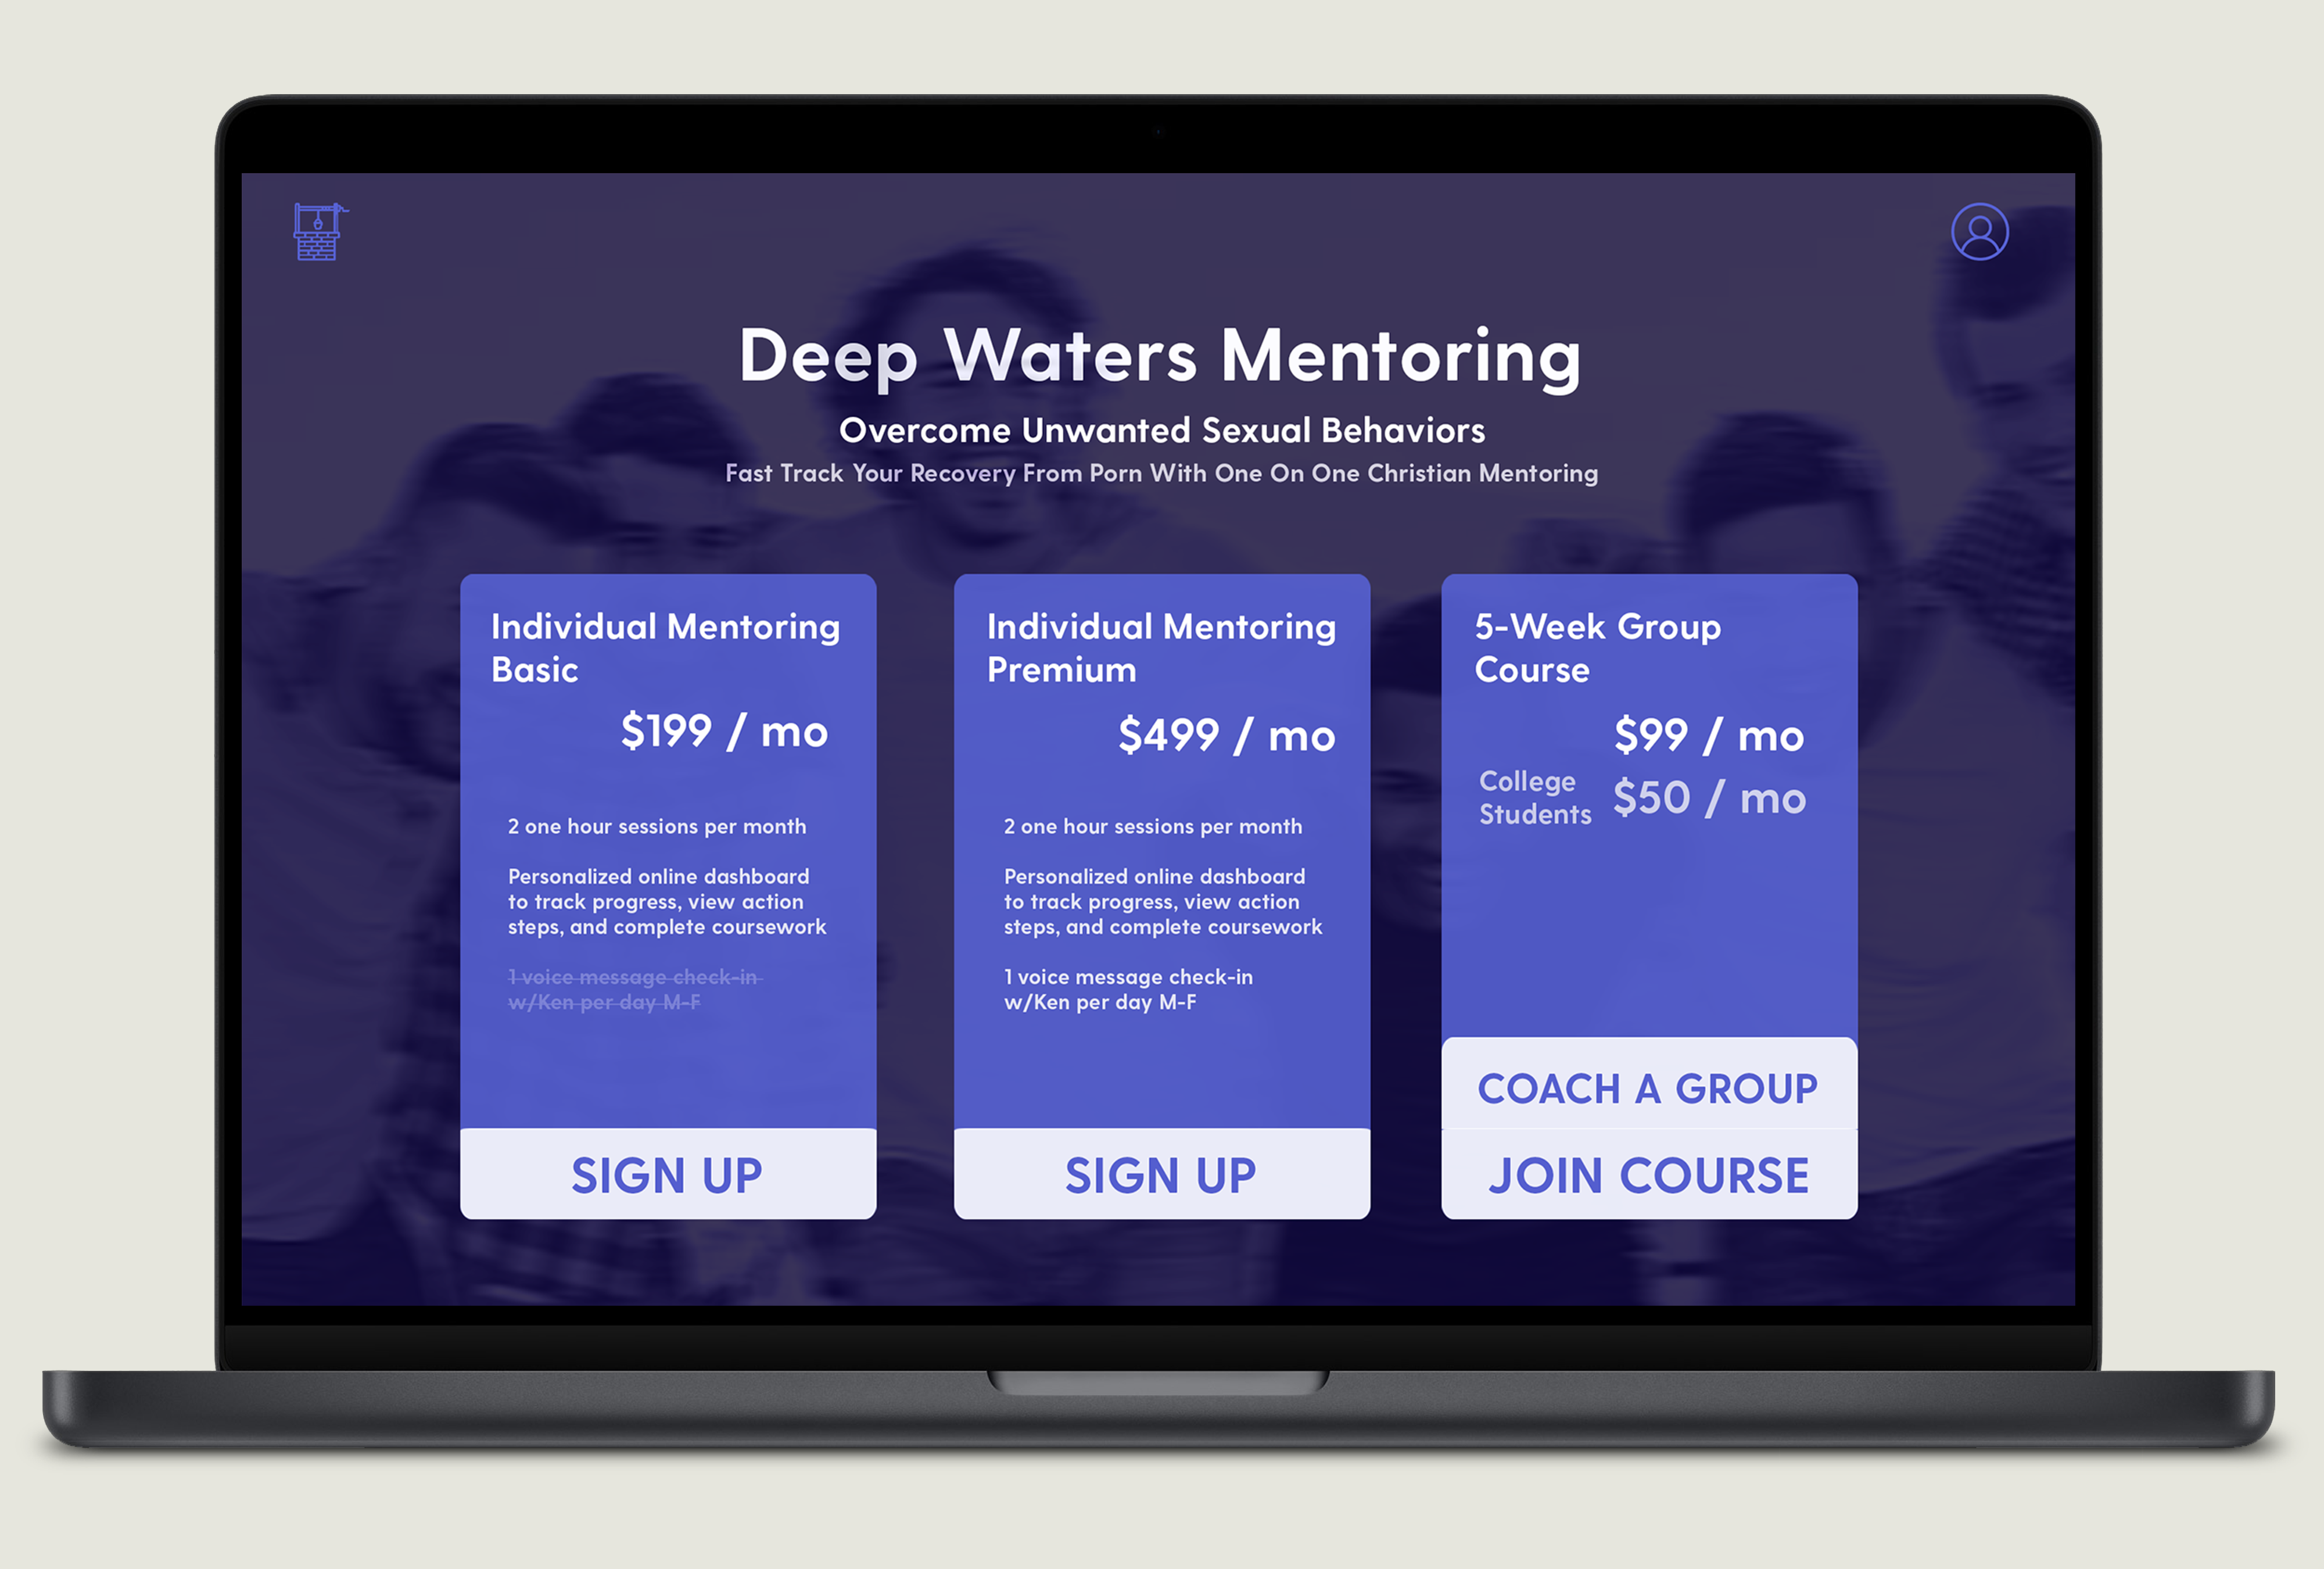 Deep Waters Mentoring
Overcome Unwanted Sexual Behaviors
Fast Track Your Recovery From Porn With One On One Christian Mentoring
Individual Mentoring
Basic
$199 / mo
2 one hour sessions per month
Personalized online dashboard
to track progress, view action
steps, and complete coursework
1 voice message check-in
w/Ken per day M-F
SIGN UP
Individual Mentoring
Premium
$499 / mo
2 one hour sessions per month
Personalized online dashboard
to track progress, view action
steps, and complete coursework
1 voice message check-in
w/Ken per day M-F
SIGN UP
5-Week Group
Course
$99 / mo
College
Students
$50 / mo
COACH A GROUP
JOIN COURSE